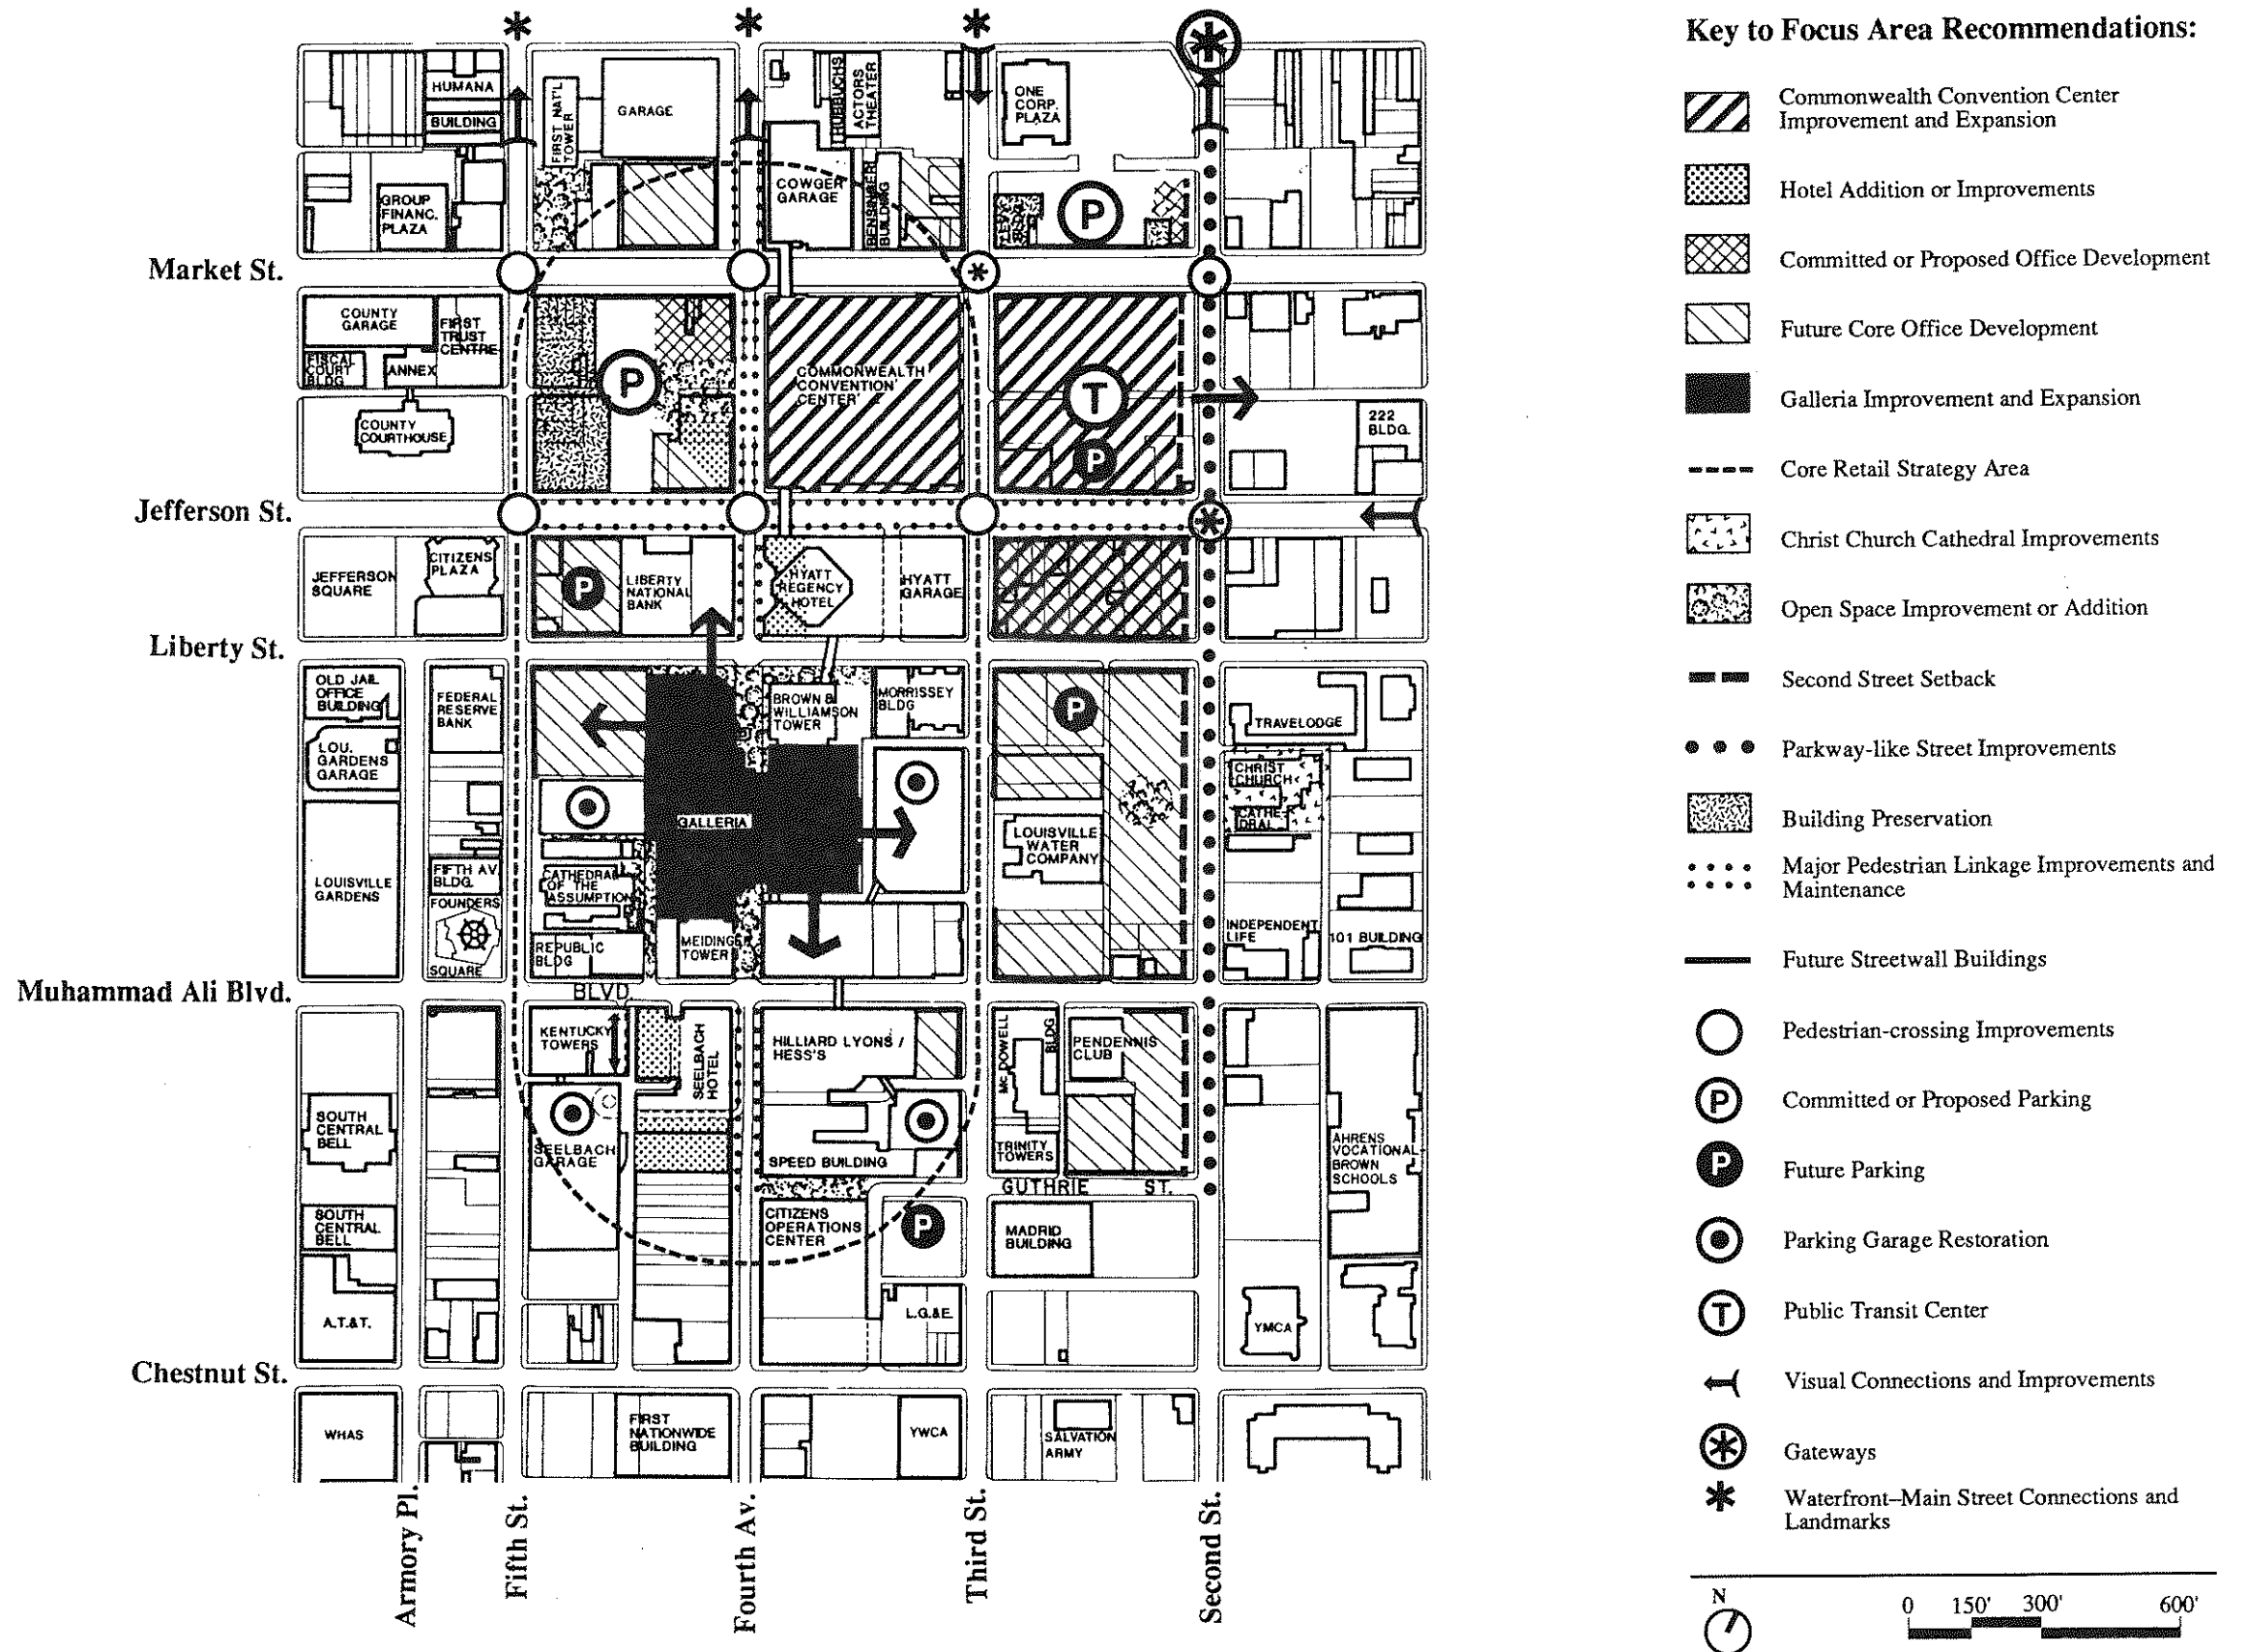 Key to Focus Area Recommendations:
Commonwealth Convention Center
Improvement and Expansion
Hotel Addition or Improvements
Committed or Proposed Office Development
Future Core Office Development
Galleria Improvement and Expansion
Core Retail Strategy Area
Christ Church Cathedral Improvements
Open Space Improvement or Addition
Second Street Setback
Parkway-like Street Improvements
Building Preservation
Major Pedestrian Linkage Improvements and
Maintenance
Future Streetwall Buildings
Pedestrian-crossing Improvements
P
Committed or Proposed Parking
P
Future Parking
Parking Garage Restoration
T
Public Transit Center
Visual Connections and Improvements
Gateways
Waterfront–Main Street Connections and
Landmarks
N
0 150' 300' 600'
HUMANA
BUILDING
FIRST NAT'L
TOWER
GARAGE
HUBBUCHS
ACTORS
THEATER
ONE
CORP.
PLAZA
GROUP
FINANC.
PLAZA
COWGER
GARAGE
BENSINGER
BUILDING
P
Market St.
COUNTY
GARAGE
FIRST
TRUST
CENTRE
FISCAL
COURT
BLDG
ANNEX
COUNTY
COURTHOUSE
P
COMMONWEALTH
CONVENTION
CENTER
T
P
222
BLDG.
Jefferson St.
JEFFERSON
SQUARE
CITIZENS
PLAZA
P
LIBERTY
NATIONAL
BANK
HYATT
REGENCY
HOTEL
HYATT
GARAGE
Liberty St.
OLD JAIL
OFFICE
BUILDING
FEDERAL
RESERVE
BANK
LOU.
GARDENS
GARAGE
BROWN &
WILLIAMSON
TOWER
MORRISSEY
BLDG
P
TRAVELODGE
CHRIST
CHURCH
CATHE-
DRAL
GALLERIA
LOUISVILLE
WATER
COMPANY
LOUISVILLE
GARDENS
FIFTH AV.
BLDG.
FOUNDERS
SQUARE
CATHEDRAL
OF THE
ASSUMPTION
REPUBLIC
BLDG
MEIDINGER
TOWER
INDEPENDENT
LIFE
101 BUILDING
Muhammad Ali Blvd.
BLVD.
KENTUCKY
TOWERS
SEELBACH
HOTEL
HILLIARD LYONS /
HESS'S
McDOWELL
BLDG
PENDENNIS
CLUB
SOUTH
CENTRAL
BELL
SEELBACH
GARAGE
SPEED BUILDING
TRINITY
TOWERS
AHRENS
VOCATIONAL-
BROWN
SCHOOLS
GUTHRIE ST.
SOUTH
CENTRAL
BELL
CITIZENS
OPERATIONS
CENTER
P
MADRID
BUILDING
A.T.&T.
L.G.&E.
YMCA
Chestnut St.
WHAS
FIRST
NATIONWIDE
BUILDING
YWCA
SALVATION
ARMY
Armory Pl.
Fifth St.
Fourth Av.
Third St.
Second St.